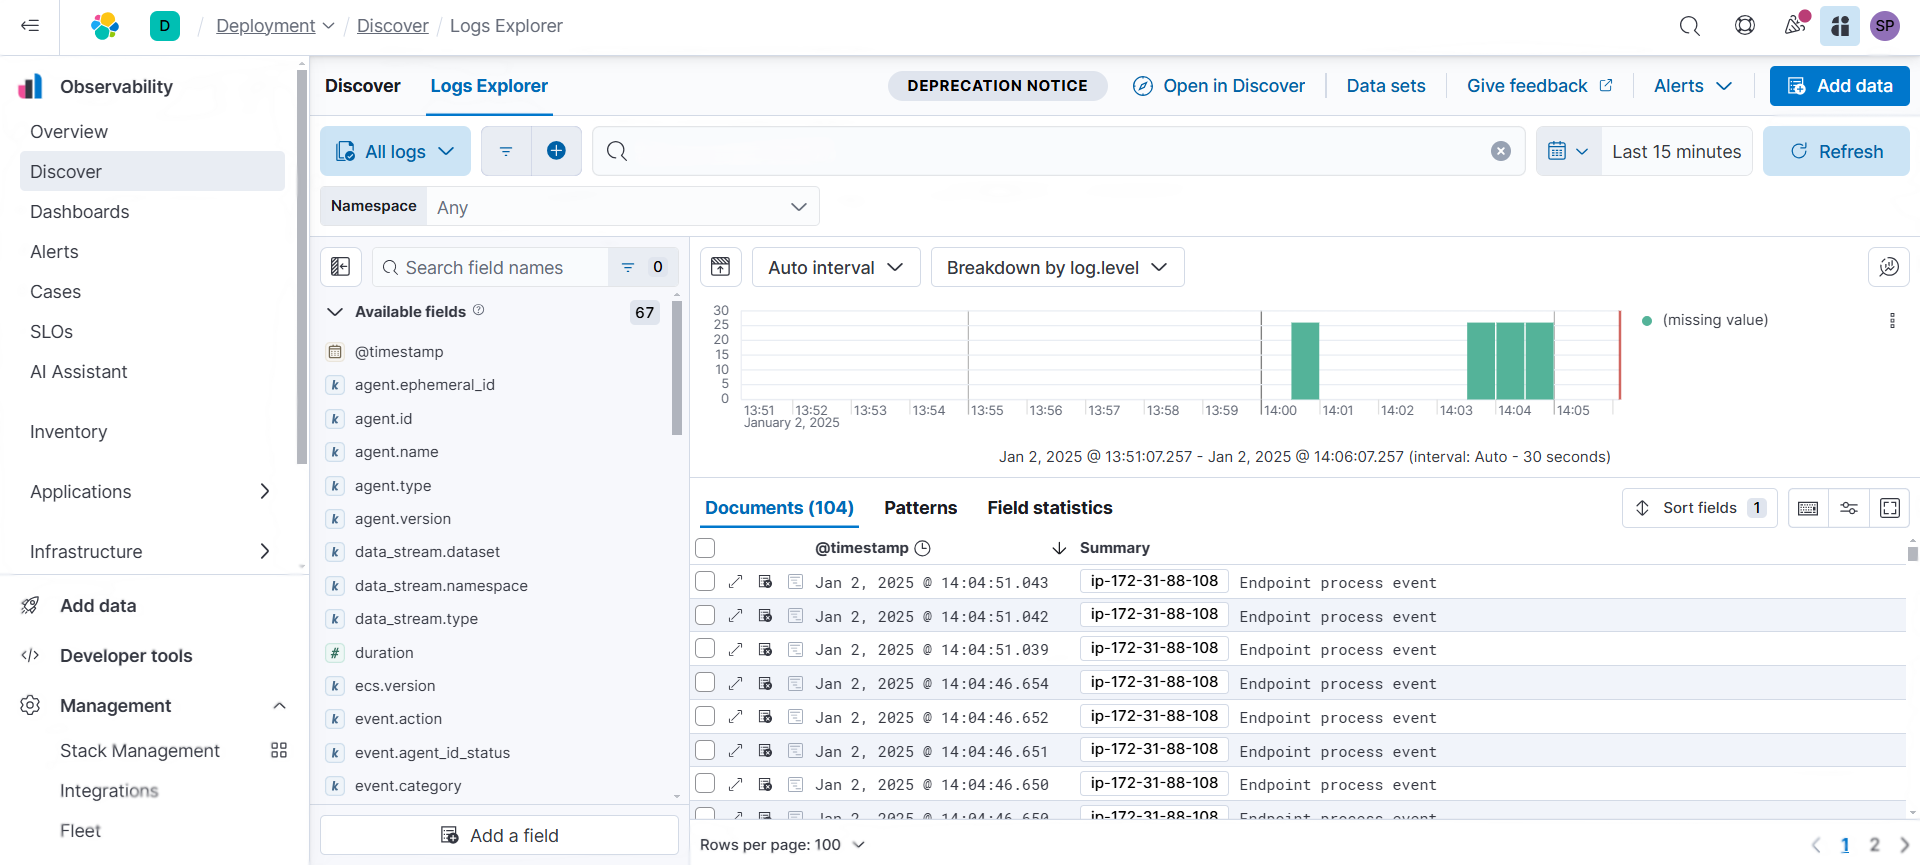 D / Deployment / Discover / Logs Explorer SP
Observability
Overview
Discover
Dashboards
Alerts
Cases
SLOs
AI Assistant
Inventory
Applications
Infrastructure
Add data
Developer tools
Management
Stack Management
Integrations
Fleet
Discover Logs Explorer DEPRECATION NOTICE Open in Discover Data sets Give feedback Alerts Add data
All logs Last 15 minutes Refresh
Namespace Any
Search field names 0
Available fields 67
@timestamp
k agent.ephemeral_id
k agent.id
k agent.name
k agent.type
k agent.version
k data_stream.dataset
k data_stream.namespace
k data_stream.type
# duration
k ecs.version
k event.action
k event.agent_id_status
k event.category
Add a field
Auto interval Breakdown by log.level
30
25
20
15
10
5
0
13:51 13:52 13:53 13:54 13:55 13:56 13:57 13:58 13:59 14:00 14:01 14:02 14:03 14:04 14:05
January 2, 2025
(missing value)
Jan 2, 2025 @ 13:51:07.257 - Jan 2, 2025 @ 14:06:07.257 (interval: Auto - 30 seconds)
Documents (104) Patterns Field statistics Sort fields 1
@timestamp Summary
Jan 2, 2025 @ 14:04:51.043 ip-172-31-88-108 Endpoint process event
Jan 2, 2025 @ 14:04:51.042 ip-172-31-88-108 Endpoint process event
Jan 2, 2025 @ 14:04:51.039 ip-172-31-88-108 Endpoint process event
Jan 2, 2025 @ 14:04:46.654 ip-172-31-88-108 Endpoint process event
Jan 2, 2025 @ 14:04:46.652 ip-172-31-88-108 Endpoint process event
Jan 2, 2025 @ 14:04:46.651 ip-172-31-88-108 Endpoint process event
Jan 2, 2025 @ 14:04:46.650 ip-172-31-88-108 Endpoint process event
Jan 2, 2025 @ 14:04:46.650 ip-172-31-88-108 Endpoint process event
Rows per page: 100 1 2